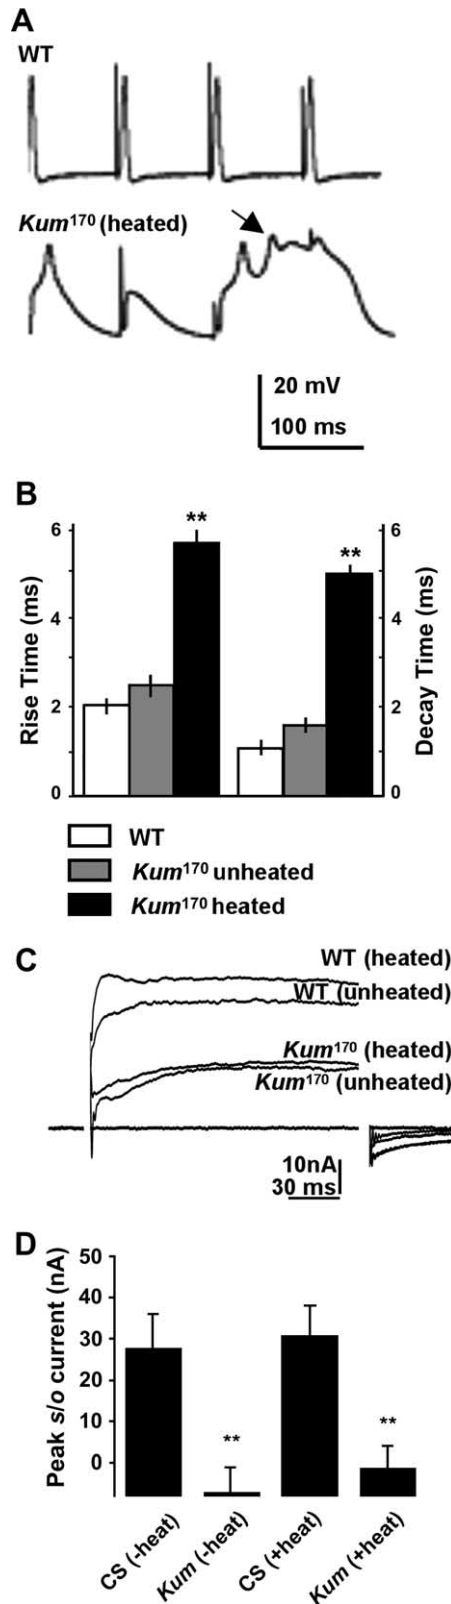 A
WT
Kum¹⁷⁰ (heated)
20 mV
100 ms
B
** **
6 6
4 4
2 2
0 0
Rise Time (ms)
Decay Time (ms)
WT
Kum¹⁷⁰ unheated
Kum¹⁷⁰ heated
C
WT (heated)
WT (unheated)
Kum¹⁷⁰ (heated)
Kum¹⁷⁰ (unheated)
10nA
30 ms
D
Peak s/o current (nA)
50
40
30
20
10
0
** **
CS (-heat)
Kum (-heat)
CS (+heat)
Kum (+heat)